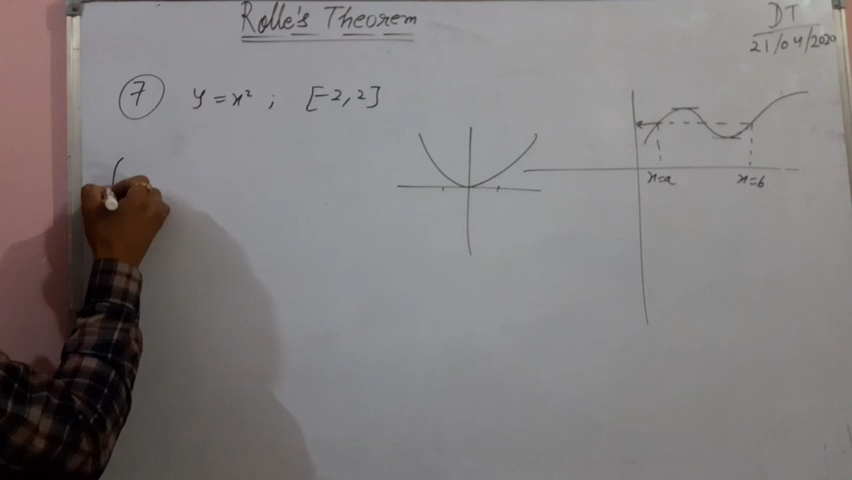 Rolle's Theorem
DT
21/04/2020
7 y = x² ; [-2, 2]
x=a x=b